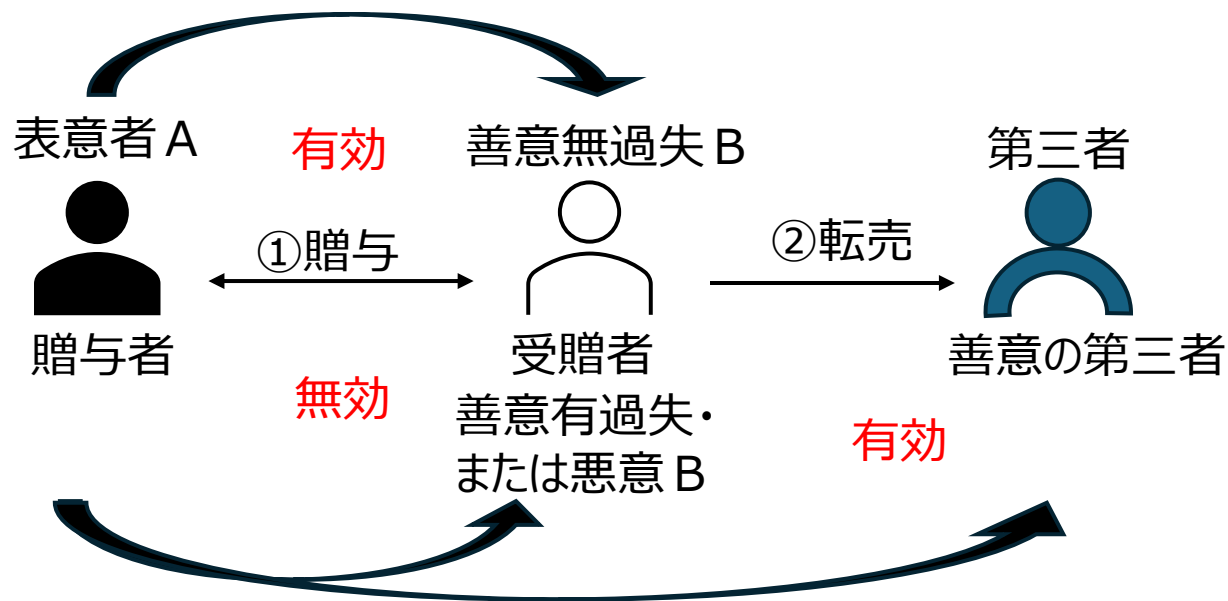 表意者A
有効
善意無過失B
第三者
①贈与
②転売
贈与者
受贈者
善意の第三者
無効
善意有過失・
または悪意B
有効